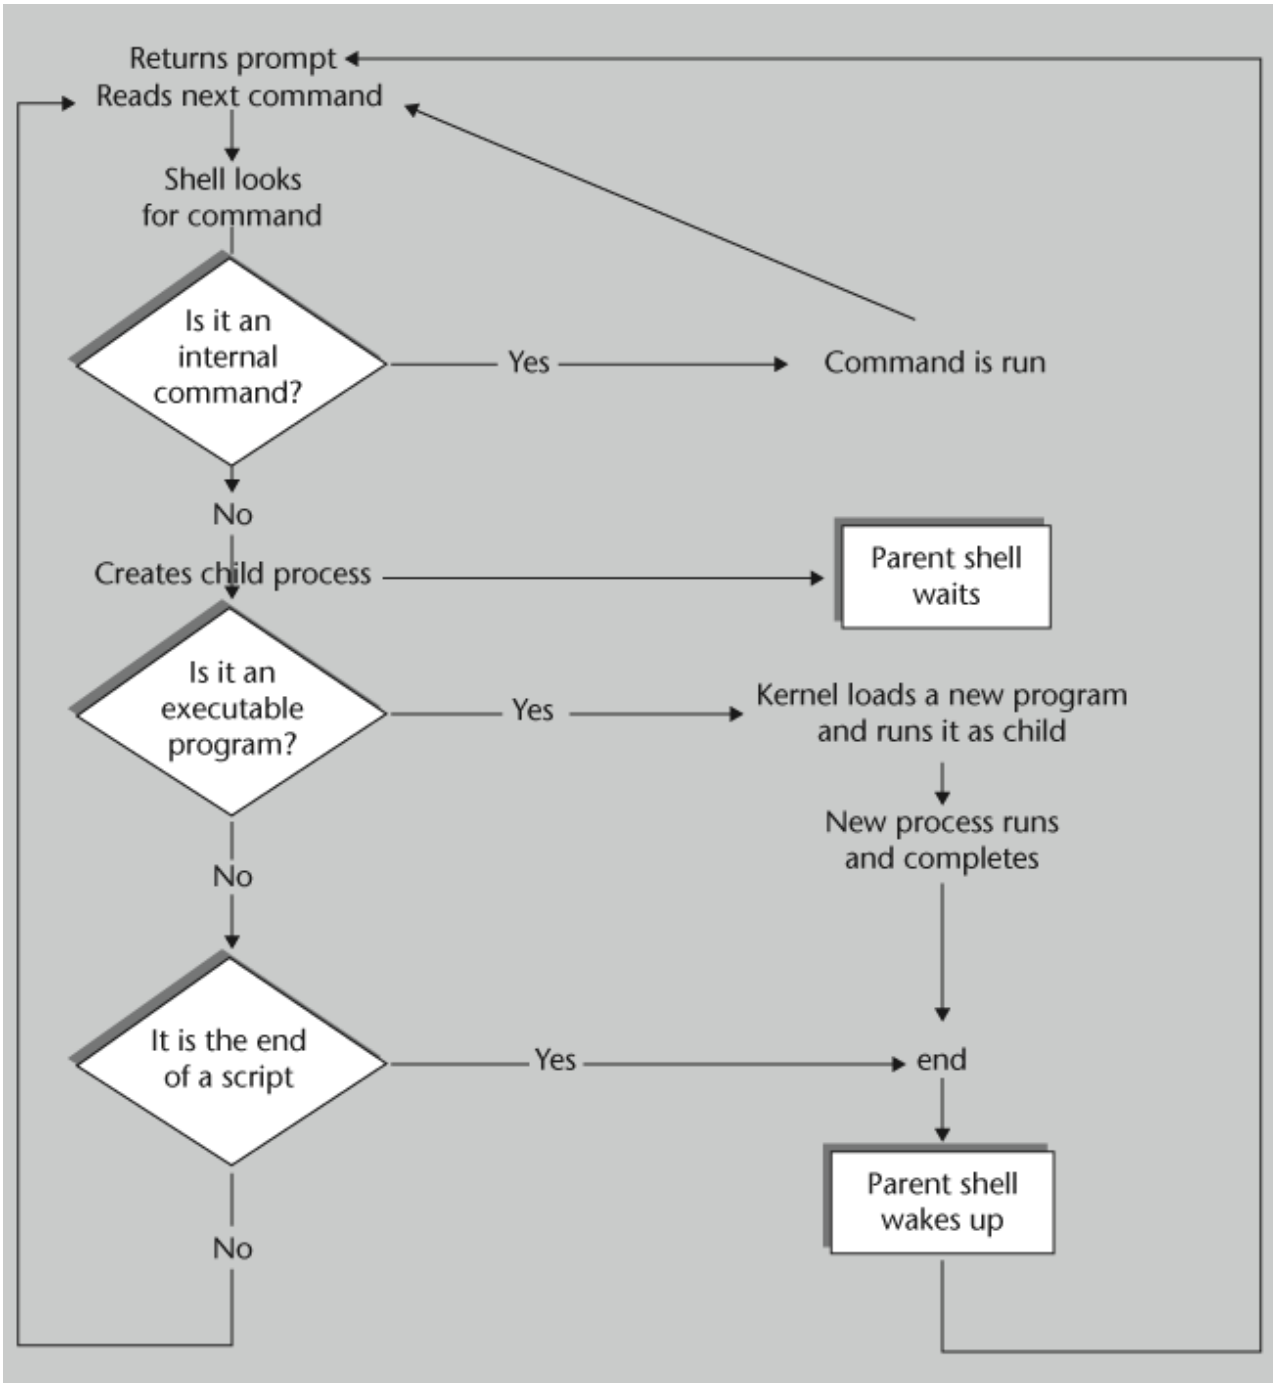 Returns prompt
Reads next command
Shell looks
for command
Is it an
internal
command?
Yes
Command is run
No
Creates child process
Parent shell
waits
Is it an
executable
program?
Yes
Kernel loads a new program
and runs it as child
New process runs
and completes
No
It is the end
of a script
Yes
end
Parent shell
wakes up
No